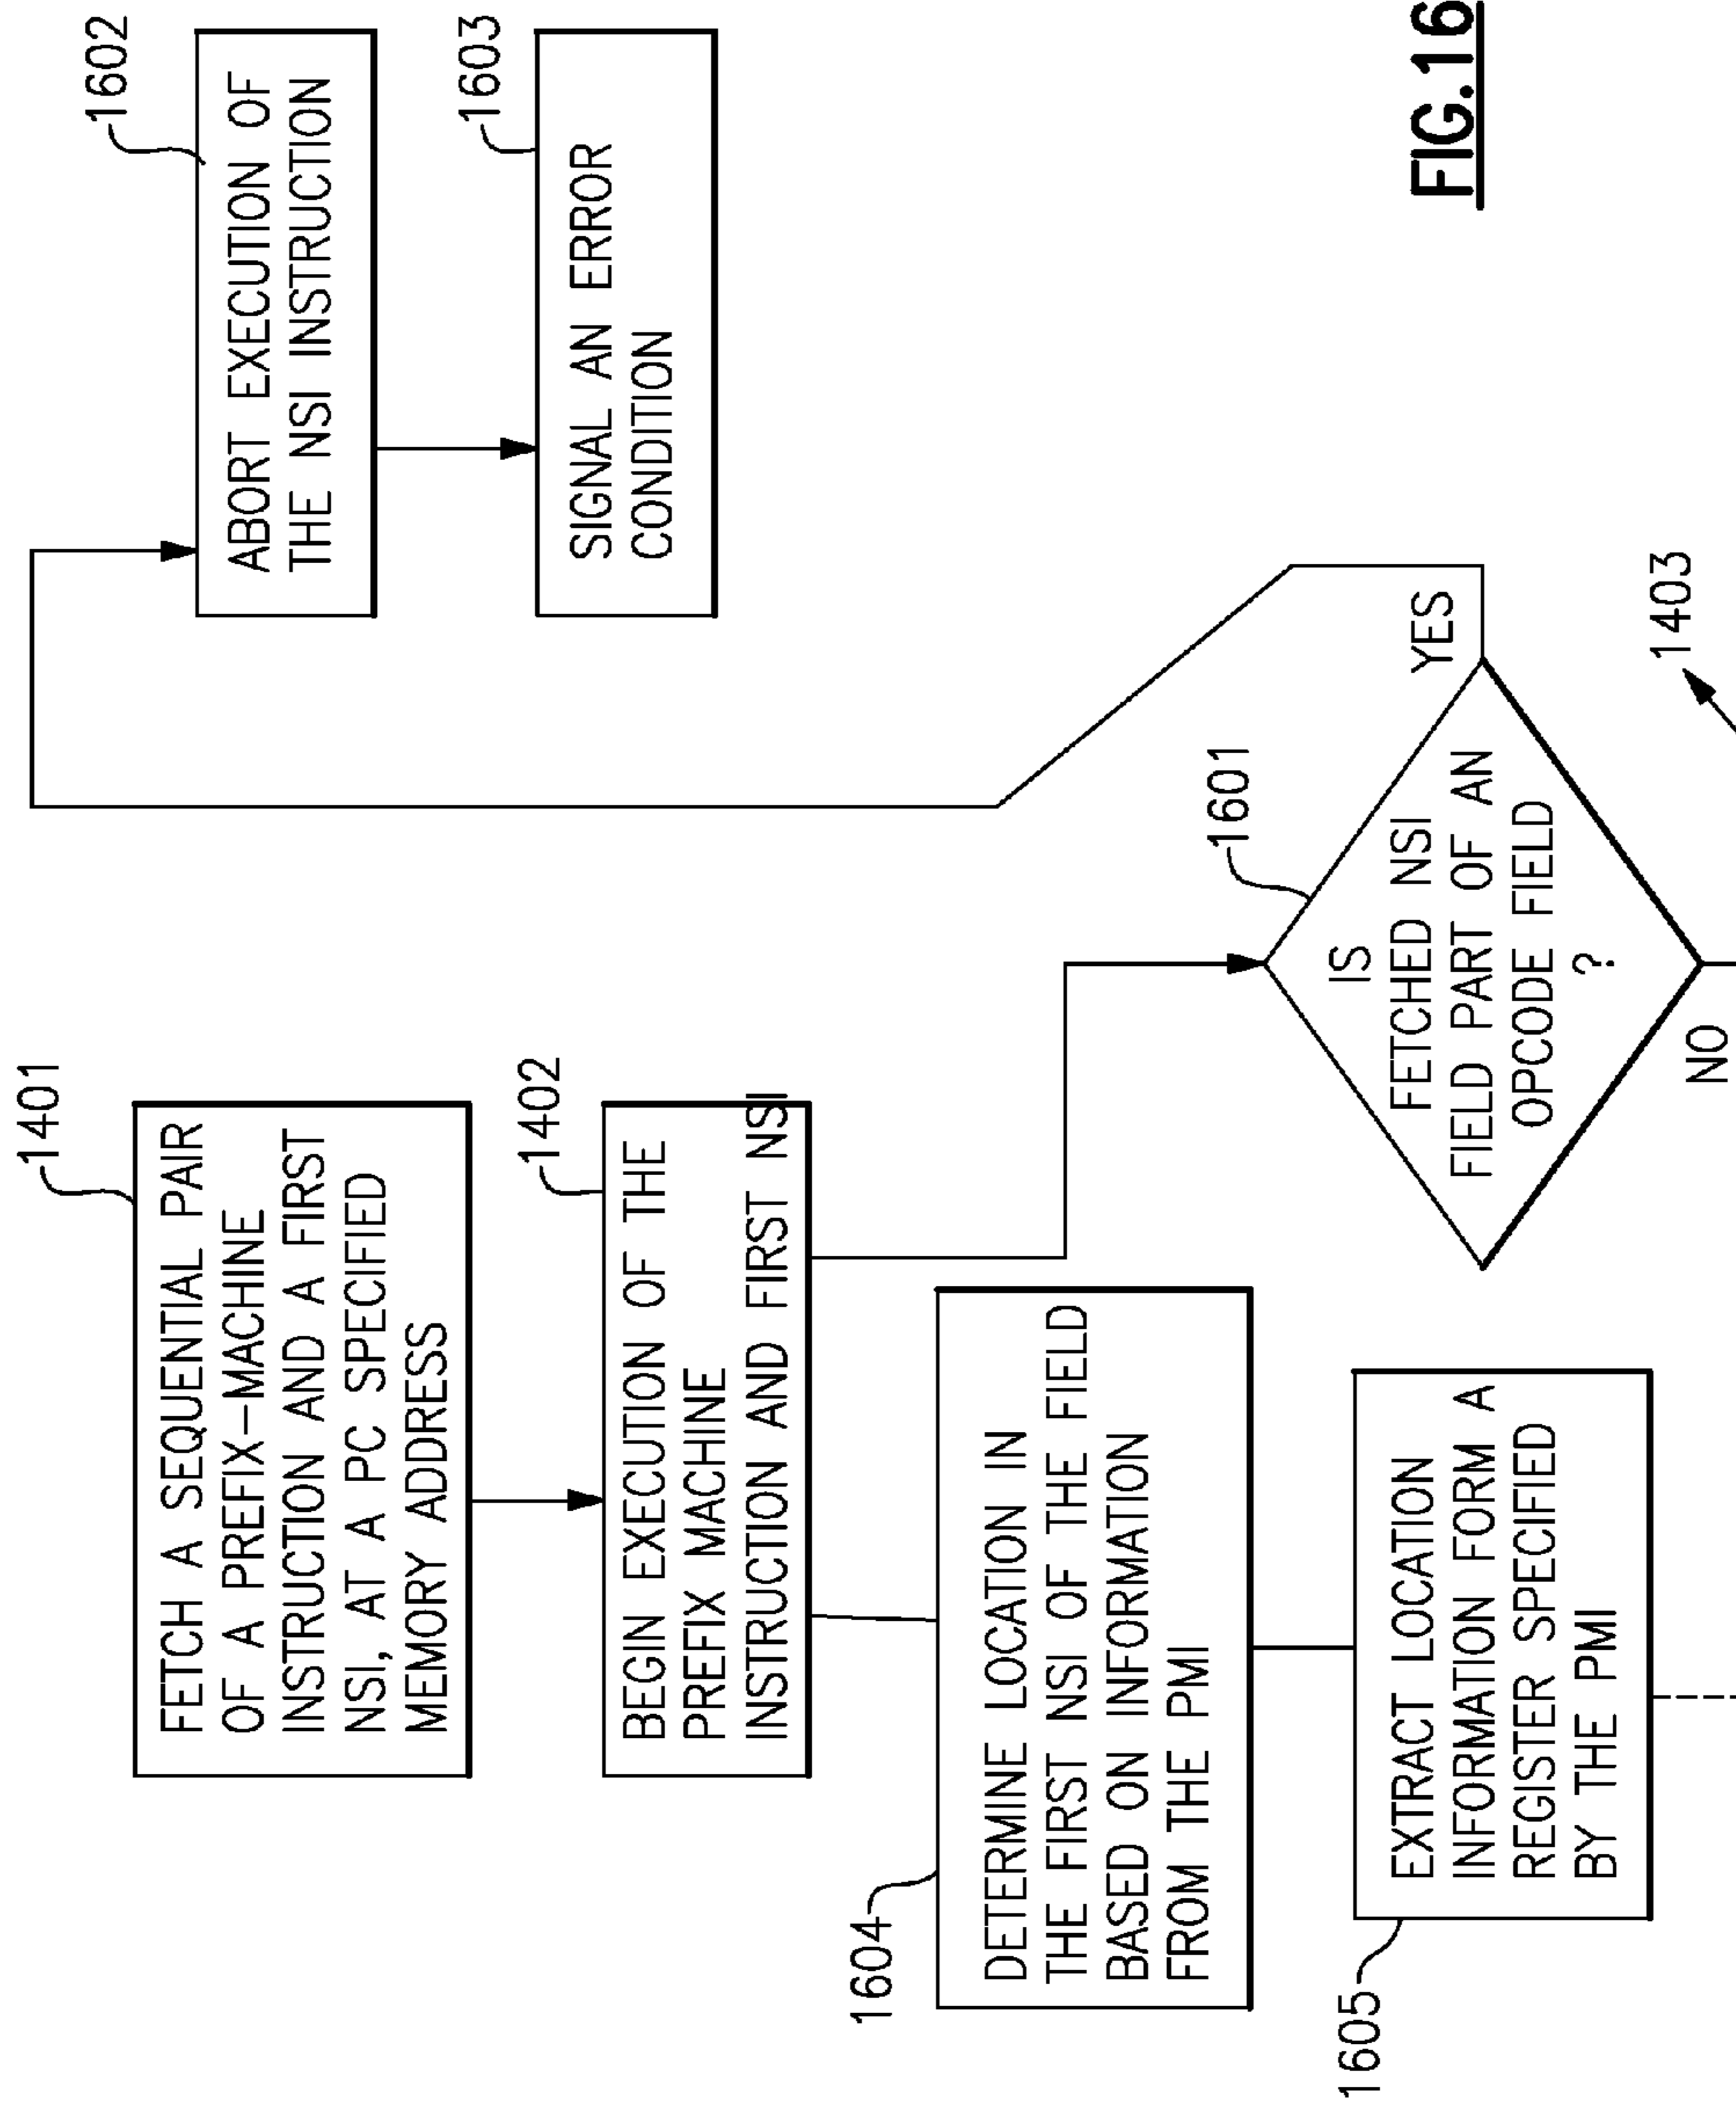 1401
FETCH A SEQUENTIAL PAIR
OF A PREFIX-MACHINE
INSTRUCTION AND A FIRST
NSI, AT A PC SPECIFIED
MEMORY ADDRESS
1402
BEGIN EXECUTION OF THE
PREFIX MACHINE
INSTRUCTION AND FIRST NSI
1604
DETERMINE LOCATION IN
THE FIRST NSI OF THE FIELD
BASED ON INFORMATION
FROM THE PMI
1605
EXTRACT LOCATION
INFORMATION FORM A
REGISTER SPECIFIED
BY THE PMI
1601
IS
FETCHED NSI
FIELD PART OF AN
OPCODE FIELD
?
YES
NO
1403
1602
ABORT EXECUTION OF
THE NSI INSTRUCTION
1603
SIGNAL AN ERROR
CONDITION
FIG.16